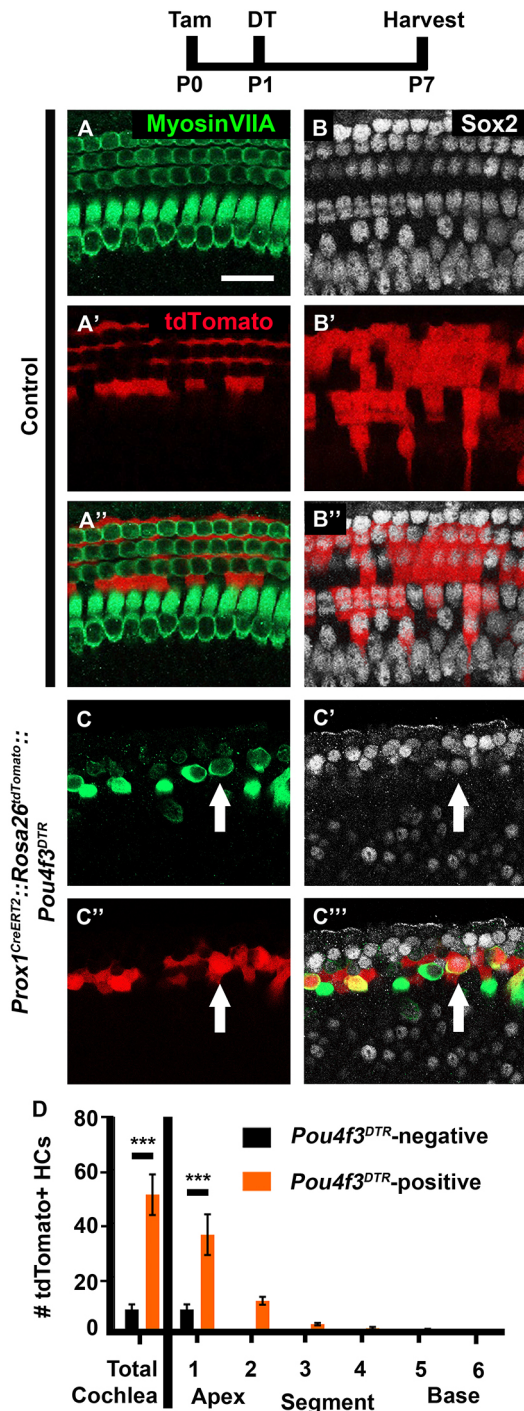 Tam DT Harvest
P0 P1 P7
A MyosinVIIA B Sox2
A' tdTomato B'
Control
A'' B''
C C'
Prox1CreERT2::Rosa26tdTomato::
Pou4f3DTR
C'' C'''
D
# tdTomato+ HCs
80
60
40
20
0
*** ***
Pou4f3DTR-negative
Pou4f3DTR-positive
Total 1 2 3 4 5 6
Cochlea Apex Segment Base